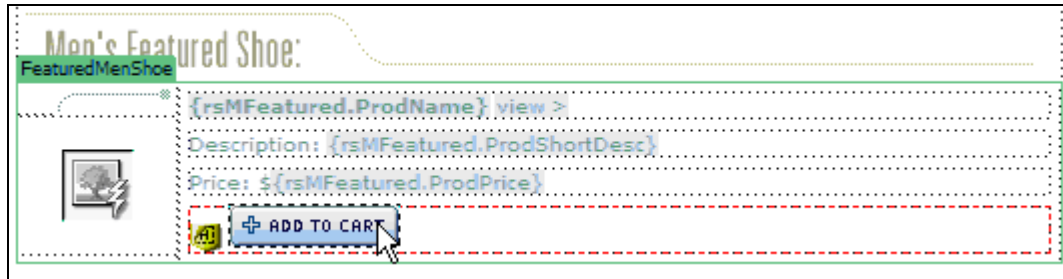 Men's Featured Shoe:
FeaturedMenShoe
{rsMFeatured.ProdName} view >
Description: {rsMFeatured.ProdShortDesc}
Price: ${rsMFeatured.ProdPrice}
ADD TO CART